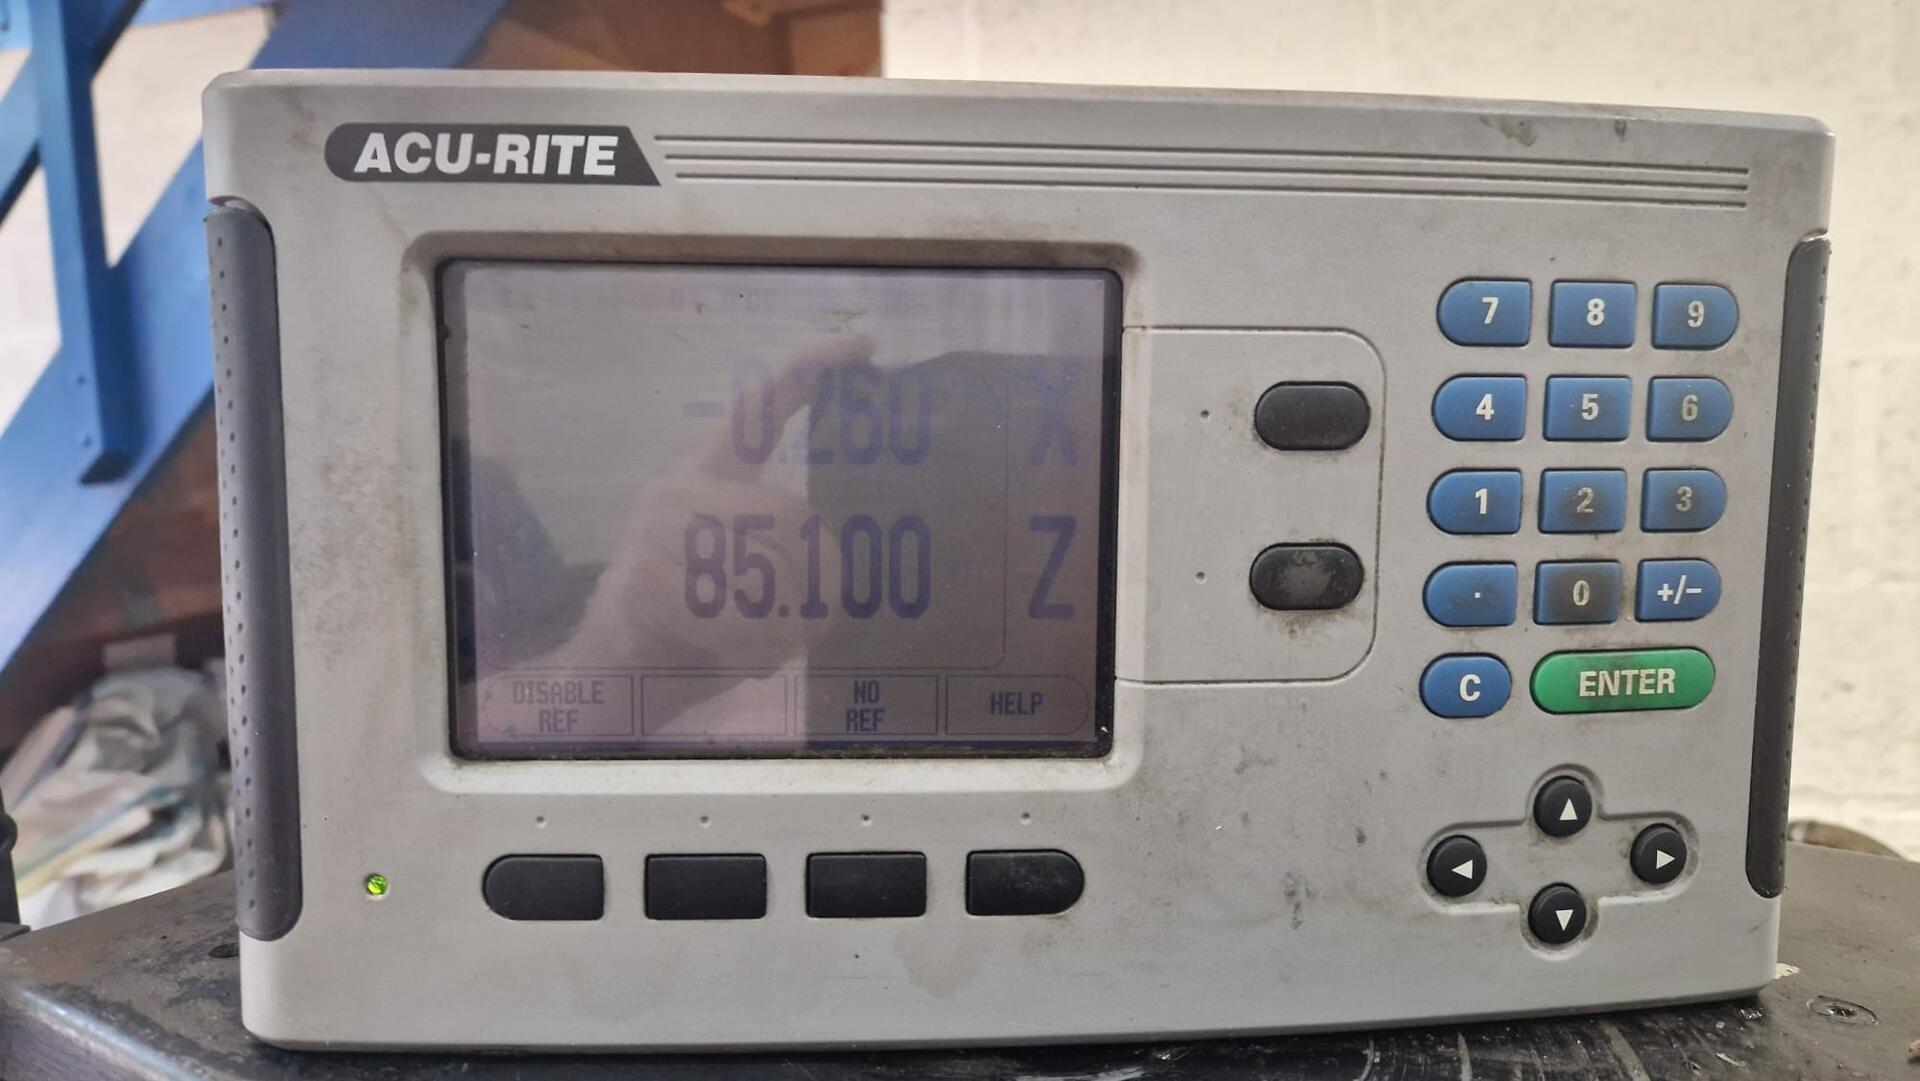 ACU-RITE
-0.260 X
85.100 Z
DISABLE REF
NO REF
HELP
7 8 9
4 5 6
1 2 3
. 0 +/-
C ENTER